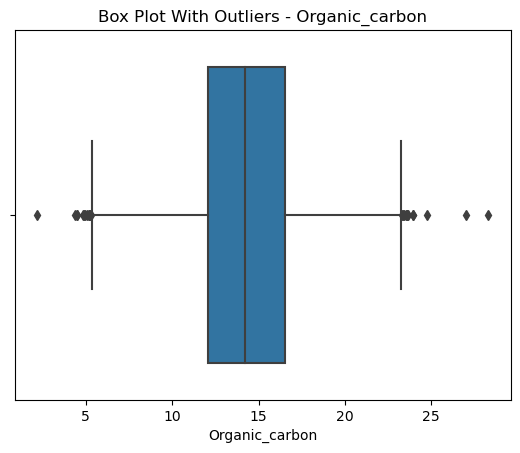 Box Plot With Outliers - Organic_carbon
5 10 15 20 25
Organic_carbon